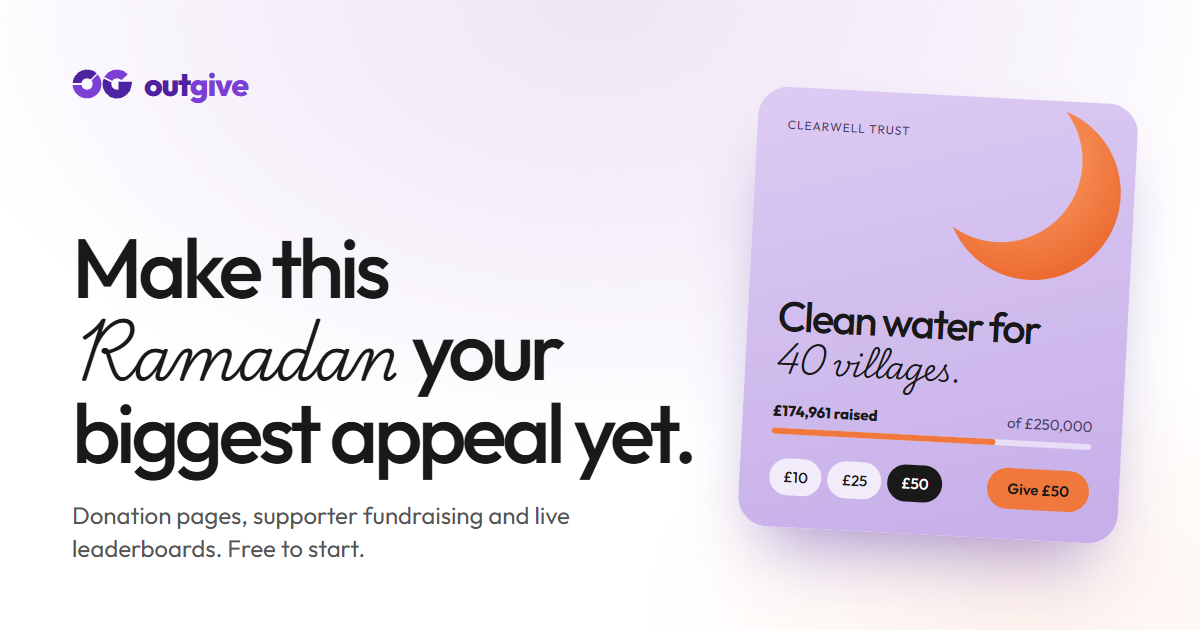 outgive
Make this
Ramadan your
biggest appeal yet.
Donation pages, supporter fundraising and live
leaderboards. Free to start.
CLEARWELL TRUST
Clean water for
40 villages.
£174,961 raised
of £250,000
£10
£25
£50
Give £50